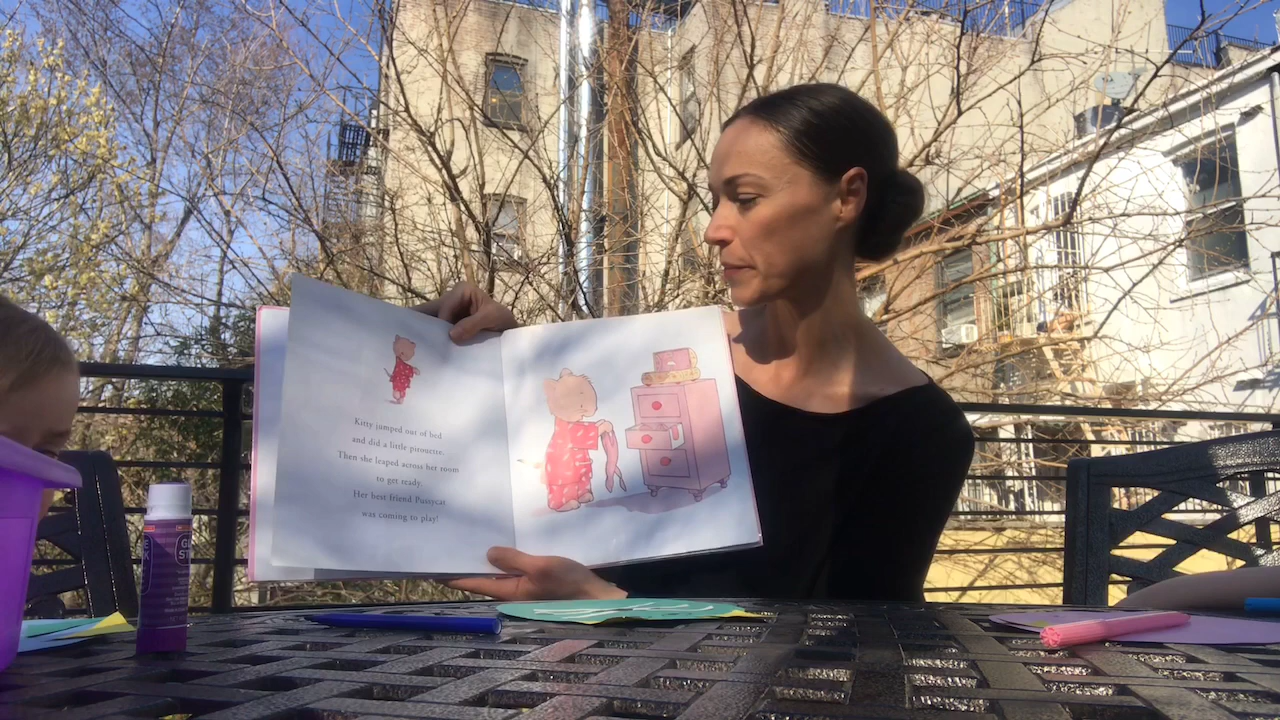 Kitty jumped out of bed
and did a little pirouette.
Then she leaped across her room
to get ready.
Her best friend Pussycat
was coming to play!